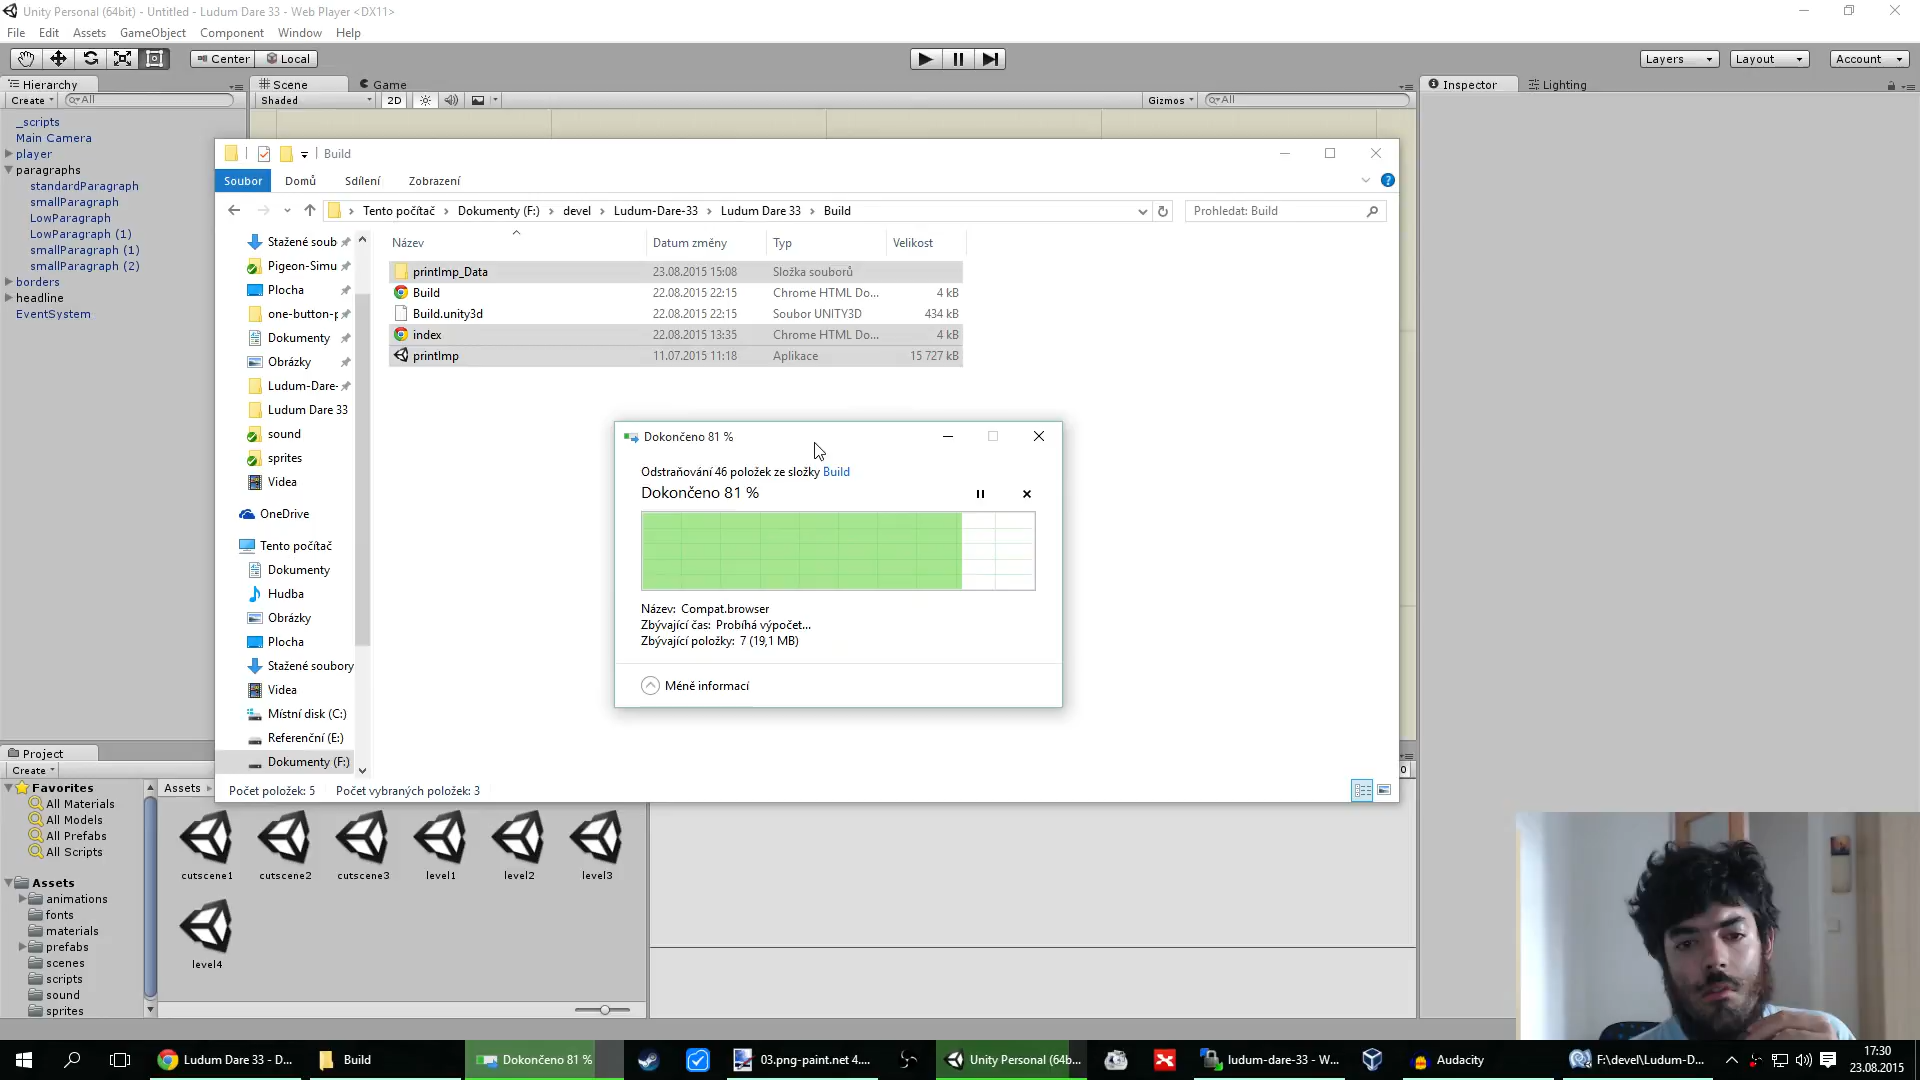 Unity Personal (64bit) - Untitled - Ludum Dare 33 - Web Player <DX11>
File Edit Assets GameObject Component Window Help
Center Local
Layers Layout Account
Hierarchy
Scene Game
Inspector Lighting
Create All
Shaded 2D Gizmos All
_scripts
Main Camera
player
paragraphs
standardParagraph
smallParagraph
LowParagraph
LowParagraph (1)
smallParagraph (1)
smallParagraph (2)
borders
headline
EventSystem
Build
Soubor Domů Sdílení Zobrazení
Tento počítač Dokumenty (F:) devel Ludum-Dare-33 Ludum Dare 33 Build
Prohledat: Build
Stažené soub
Pigeon-Simu
Plocha
one-button-p
Dokumenty
Obrázky
Ludum-Dare-
Ludum Dare 33
sound
sprites
Videa
OneDrive
Tento počítač
Dokumenty
Hudba
Obrázky
Plocha
Stažené soubory
Videa
Místní disk (C:)
Referenční (E:)
Dokumenty (F:)
Název Datum změny Typ Velikost
printImp_Data 23.08.2015 15:08 Složka souborů
Build 22.08.2015 22:15 Chrome HTML Do... 4 kB
Build.unity3d 22.08.2015 22:15 Soubor UNITY3D 434 kB
index 22.08.2015 13:35 Chrome HTML Do... 4 kB
printImp 11.07.2015 11:18 Aplikace 15 727 kB
Dokončeno 81 %
Odstraňování 46 položek ze složky Build
Dokončeno 81 %
Název: Compat.browser
Zbývající čas: Probíhá výpočet...
Zbývající položky: 7 (19,1 MB)
Méně informací
Počet položek: 5 Počet vybraných položek: 3
Project
Create
Favorites
All Materials
All Models
All Prefabs
All Scripts
Assets
animations
fonts
materials
prefabs
scenes
scripts
sound
sprites
Assets
cutscene1 cutscene2 cutscene3 level1 level2 level3
level4
Ludum Dare 33 - D...
Build
Dokončeno 81 %
03.png-paint.net 4....
Unity Personal (64b...
ludum-dare-33 - W...
Audacity
F:\devel\Ludum-D...
17:30
23.08.2015